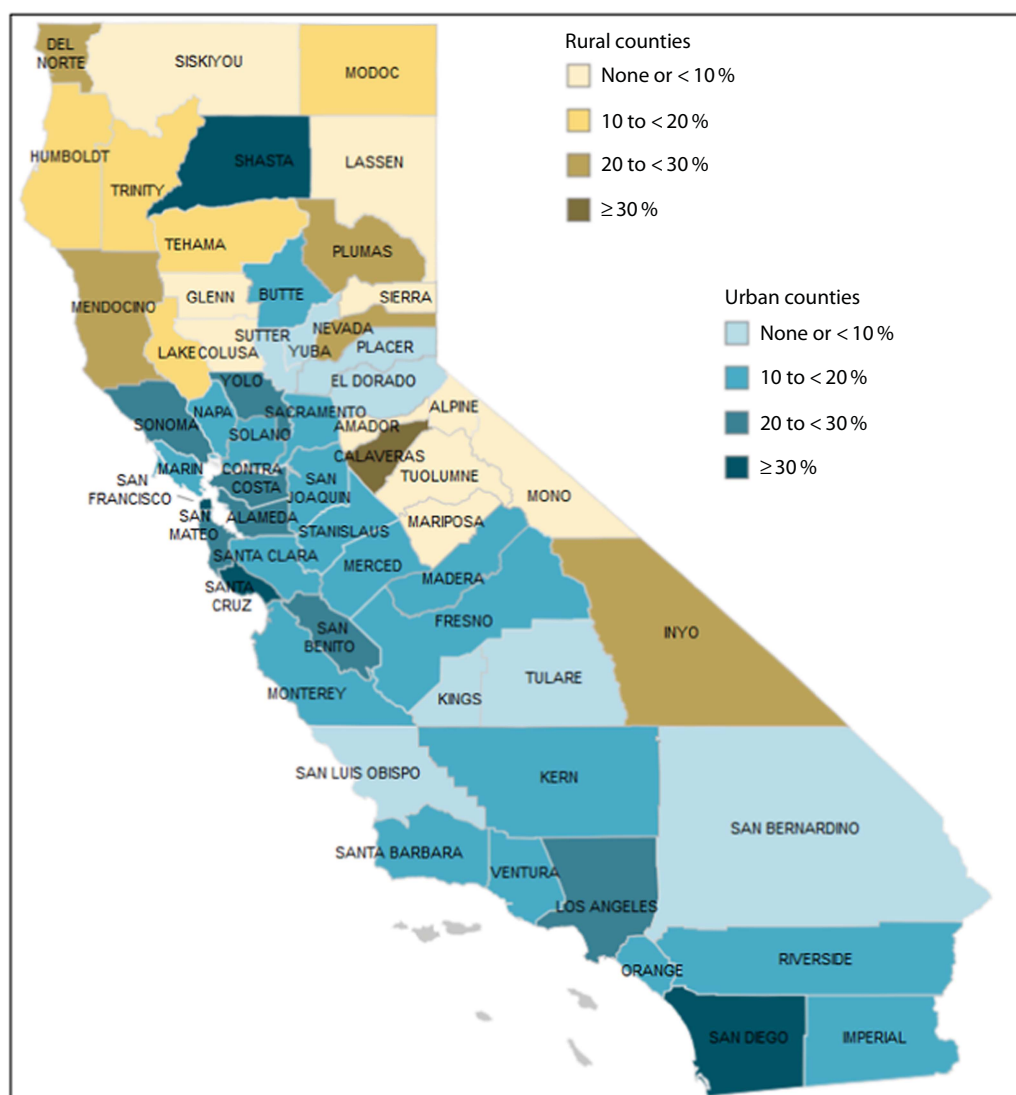 Rural counties
None or < 10 %
10 to < 20 %
20 to < 30 %
≥ 30 %
Urban counties
None or < 10 %
10 to < 20 %
20 to < 30 %
≥ 30 %
DEL
NORTE
SISKIYOU
MODOC
HUMBOLDT
TRINITY
SHASTA
LASSEN
TEHAMA
PLUMAS
MENDOCINO
GLENN
BUTTE
SIERRA
LAKE
COLUSA
SUTTER
YUBA
NEVADA
PLACER
EL DORADO
YOLO
SONOMA
NAPA
SACRAMENTO
SOLANO
AMADOR
ALPINE
CALAVERAS
MARIN
CONTRA
COSTA
SAN
JOAQUIN
TUOLUMNE
MONO
SAN
FRANCISCO
ALAMEDA
STANISLAUS
MARIPOSA
SAN
MATEO
SANTA CLARA
MERCED
MADERA
SANTA
CRUZ
SAN
BENITO
FRESNO
INYO
MONTEREY
KINGS
TULARE
SAN LUIS OBISPO
KERN
SAN BERNARDINO
SANTA BARBARA
VENTURA
LOS ANGELES
ORANGE
RIVERSIDE
SAN DIEGO
IMPERIAL